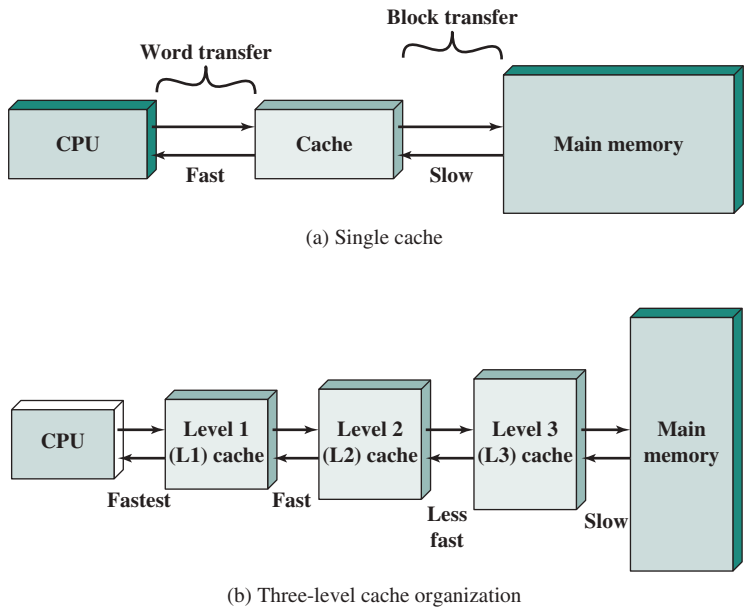 Block transfer
Word transfer
CPU
Cache
Main memory
Fast
Slow
(a) Single cache
CPU
Level 1
(L1) cache
Level 2
(L2) cache
Level 3
(L3) cache
Main
memory
Fastest
Fast
Less
fast
Slow
(b) Three-level cache organization